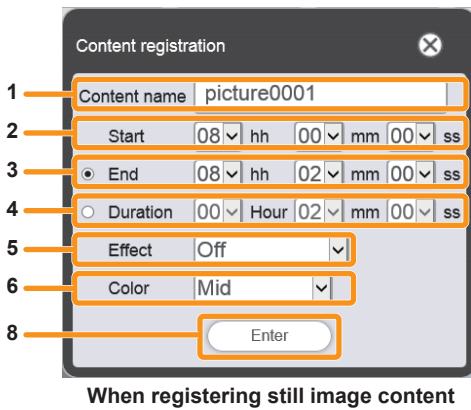 Content registration
1 Content name picture0001
2 Start 08 hh 00 mm 00 ss
3 End 08 hh 02 mm 00 ss
4 Duration 00 Hour 02 mm 00 ss
5 Effect Off
6 Color Mid
8 Enter
When registering still image content